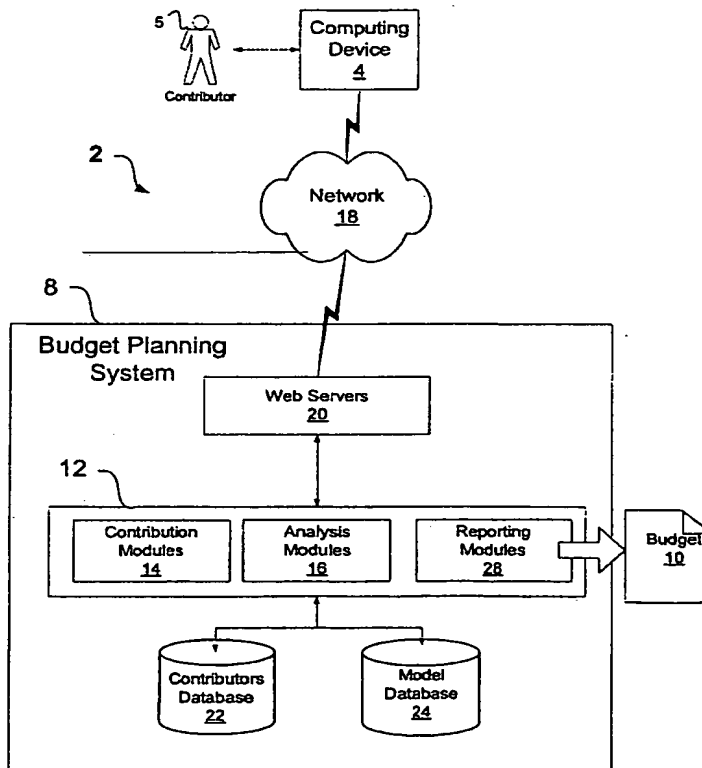 5
Contributor
Computing
Device
4
2
Network
18
8
Budget Planning
System
Web Servers
20
12
Contribution
Modules
14
Analysis
Modules
16
Reporting
Modules
28
Budget
10
Contributors
Database
22
Model
Database
24